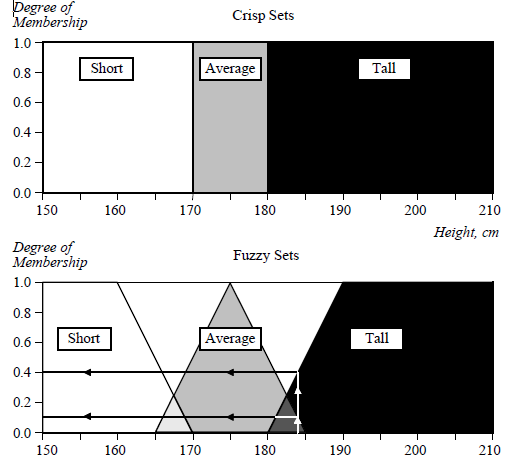 Degree of
Membership
Crisp Sets
1.0
Short
Average
Tall
0.8
0.6
0.4
0.2
0.0
150 160 170 180 190 200 210
Height, cm
Degree of
Membership
Fuzzy Sets
1.0
0.8
Short
Average
Tall
0.6
0.4
0.2
0.0
150 160 170 180 190 200 210